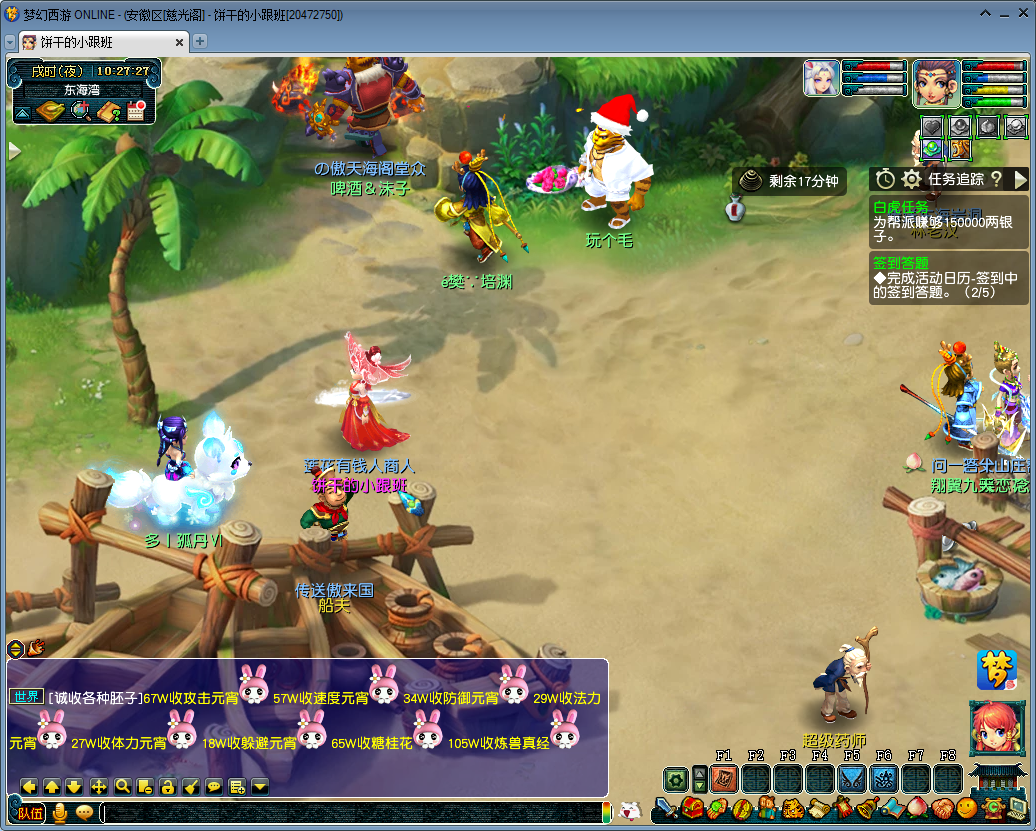 梦幻西游 ONLINE - (安徽区[慈光阁] - 饼干的小跟班[20472750])
饼干的小跟班
戌时(夜) 10:27:27
东海湾
の傲天海阁堂众
啤酒&沫子
玩个毛
剩余17分钟
任务追踪 ?
白虎任务
为帮派赚够150000两银
子。
签到答题
◆完成活动日历-签到中
的签到答题。(2/5)
饼干的小跟班
传送傲来国
船夫
超级药师
世界 [诚收各种胚子]67W收攻击元宵 57W收速度元宵 34W收防御元宵 29W收法力
元宵 27W收体力元宵 18W收躲避元宵 65W收糖桂花 105W收炼兽真经
F1 F2 F3 F4 F5 F6 F7 F8
梦
队伍